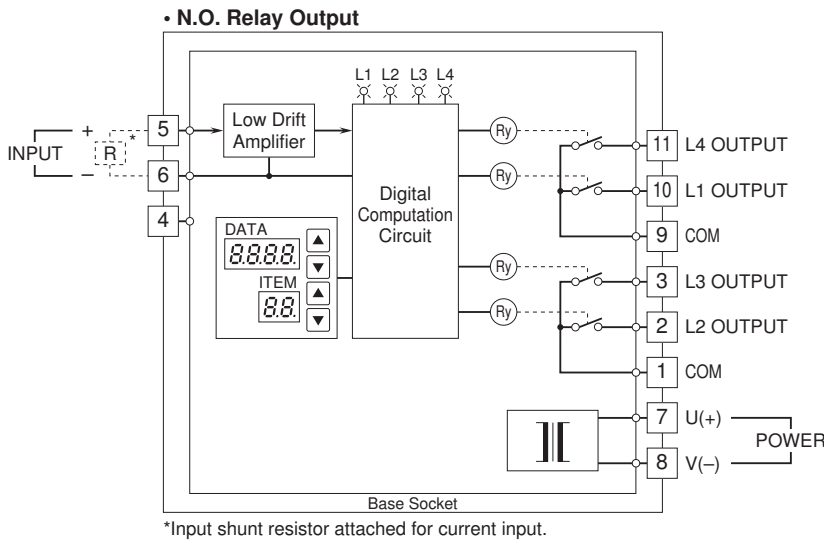 • N.O. Relay Output
L1 L2 L3 L4
5
Low Drift
Amplifier
Ry
11 L4 OUTPUT
+
*
INPUT
R
–
6
Ry
10 L1 OUTPUT
4
Digital
Computation
Circuit
9 COM
DATA
8.8.8.8.
ITEM
8.8.
Ry
3 L3 OUTPUT
Ry
2 L2 OUTPUT
1 COM
7 U(+)
POWER
8 V(–)
Base Socket
*Input shunt resistor attached for current input.